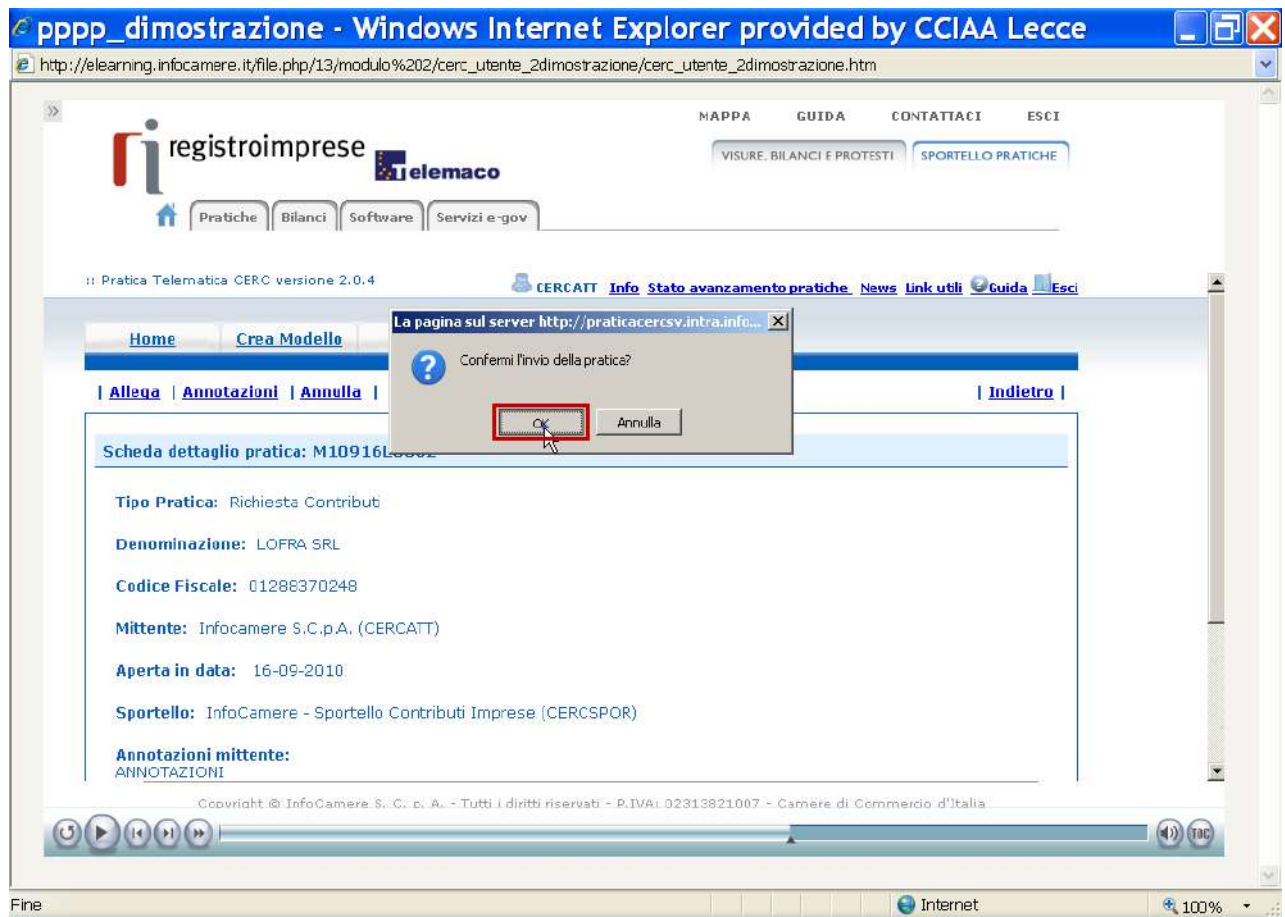 pppp_dimostrazione - Windows Internet Explorer provided by CCIAA Lecce
http://elearning.infocamere.it/file.php/13/modulo%202/cerc_utente_2dimostrazione/cerc_utente_2dimostrazione.htm
MAPPA GUIDA CONTATTACI ESCI
registroimprese
Telemaco
VISURE, BILANCI E PROTESTI SPORTELLO PRATICHE
Pratiche Bilanci Software Servizi e-gov
:: Pratica Telematica CERC versione 2.0.4
CERCATT Info Stato avanzamento pratiche News Link utili Guida Esci
La pagina sul server http://praticacercsv.intra.info...
Home Crea Modello
Confermi l'invio della pratica?
| Allega | Annotazioni | Annulla | | Indietro |
OK Annulla
Scheda dettaglio pratica:
Tipo Pratica: Richiesta Contributi
Denominazione: LOFRA SRL
Codice Fiscale: 01288370248
Mittente: Infocamere S.C.p.A. (CERCATT)
Aperta in data: 16-09-2010
Sportello: InfoCamere - Sportello Contributi Imprese (CERCSPOR)
Annotazioni mittente:
ANNOTAZIONI
Copyright © InfoCamere S. C. p. A. - Tutti i diritti riservati - P.IVA: 02313821007 - Camere di Commercio d'Italia
TOC
Fine Internet 100%